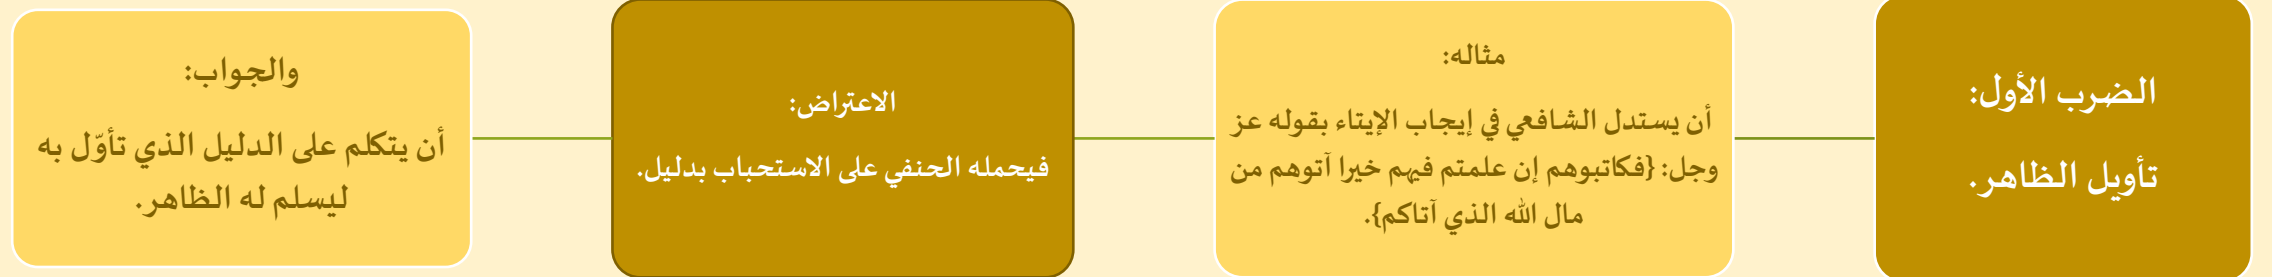 الضرب الأول:
تأويل الظاهر.
مثاله:
أن يستدل الشافعي في إيجاب الإيتاء بقوله عز
وجل: {فكاتبوهم إن علمتم فيهم خيرا آتوهم من
مال الله الذي آتاكم}.
الاعتراض:
فيحمله الحنفي على الاستحباب بدليل.
والجواب:
أن يتكلم على الدليل الذي تأوّل به
ليسلم له الظاهر.